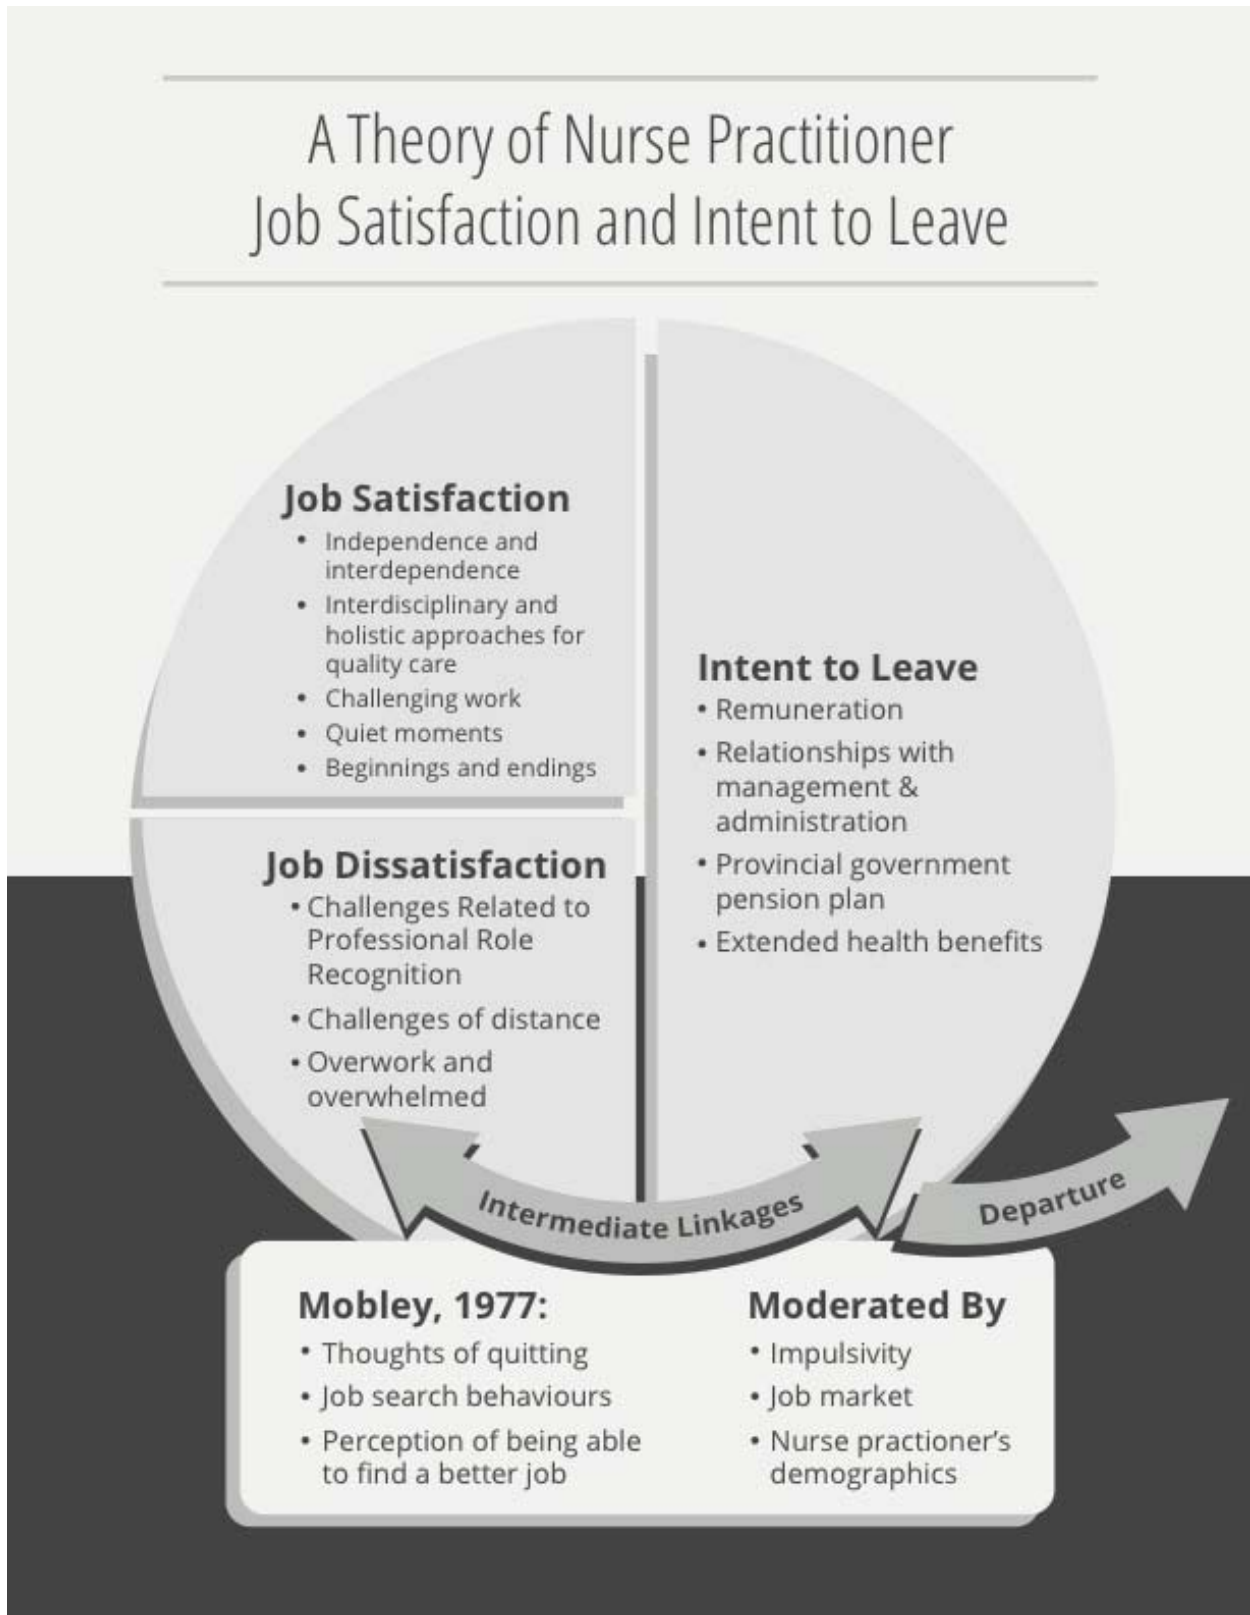 A Theory of Nurse Practitioner
Job Satisfaction and Intent to Leave
Job Satisfaction
• Independence and
interdependence
• Interdisciplinary and
holistic approaches for
quality care
• Challenging work
• Quiet moments
• Beginnings and endings
Job Dissatisfaction
• Challenges Related to
Professional Role
Recognition
• Challenges of distance
• Overwork and
overwhelmed
Intent to Leave
• Remuneration
• Relationships with
management &
administration
• Provincial government
pension plan
• Extended health benefits
Intermediate Linkages
Departure
Mobley, 1977:
• Thoughts of quitting
• Job search behaviours
• Perception of being able
to find a better job
Moderated By
• Impulsivity
• Job market
• Nurse practioner's
demographics